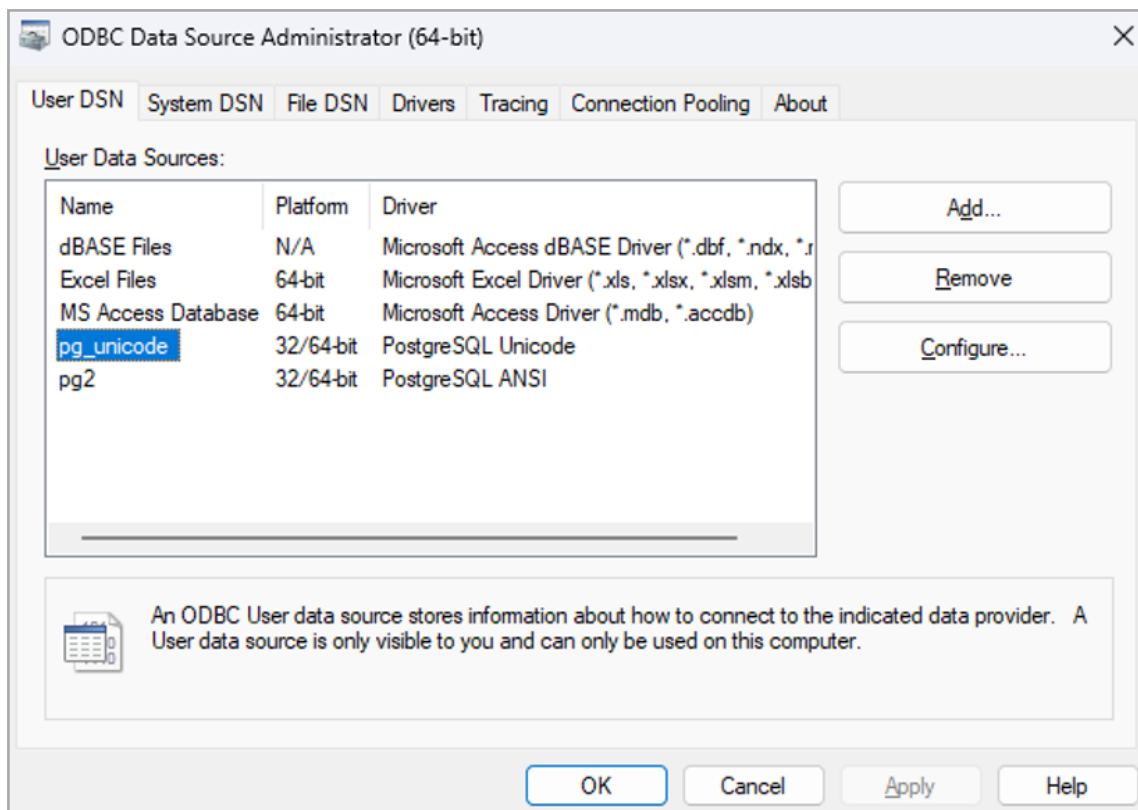 ODBC Data Source Administrator (64-bit)
User DSN System DSN File DSN Drivers Tracing Connection Pooling About
User Data Sources:
Name Platform Driver
dBASE Files N/A Microsoft Access dBASE Driver (*.dbf, *.ndx, *.
Excel Files 64-bit Microsoft Excel Driver (*.xls, *.xlsx, *.xlsm, *.xlsb
MS Access Database 64-bit Microsoft Access Driver (*.mdb, *.accdb)
pg_unicode 32/64-bit PostgreSQL Unicode
pg2 32/64-bit PostgreSQL ANSI
Add...
Remove
Configure...
An ODBC User data source stores information about how to connect to the indicated data provider. A
User data source is only visible to you and can only be used on this computer.
OK Cancel Apply Help